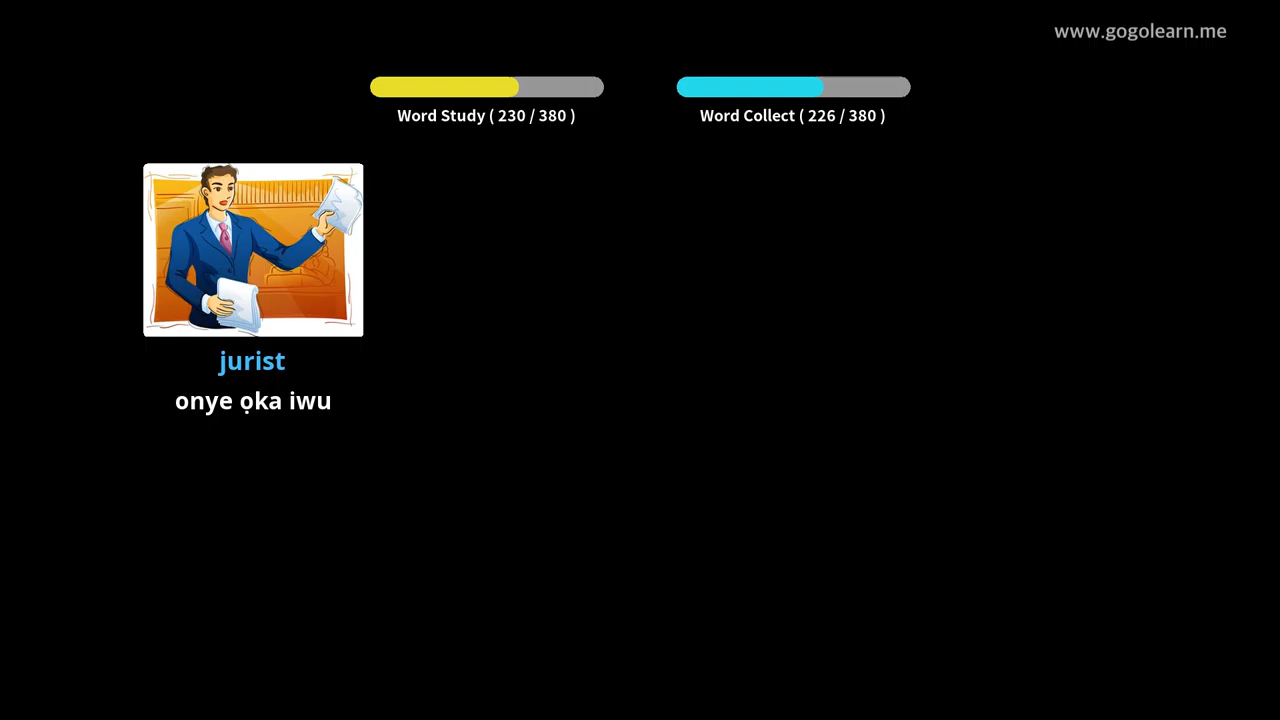 www.gogolearn.me
Word Study ( 230 / 380 )
Word Collect ( 226 / 380 )
jurist
onye ọka iwu